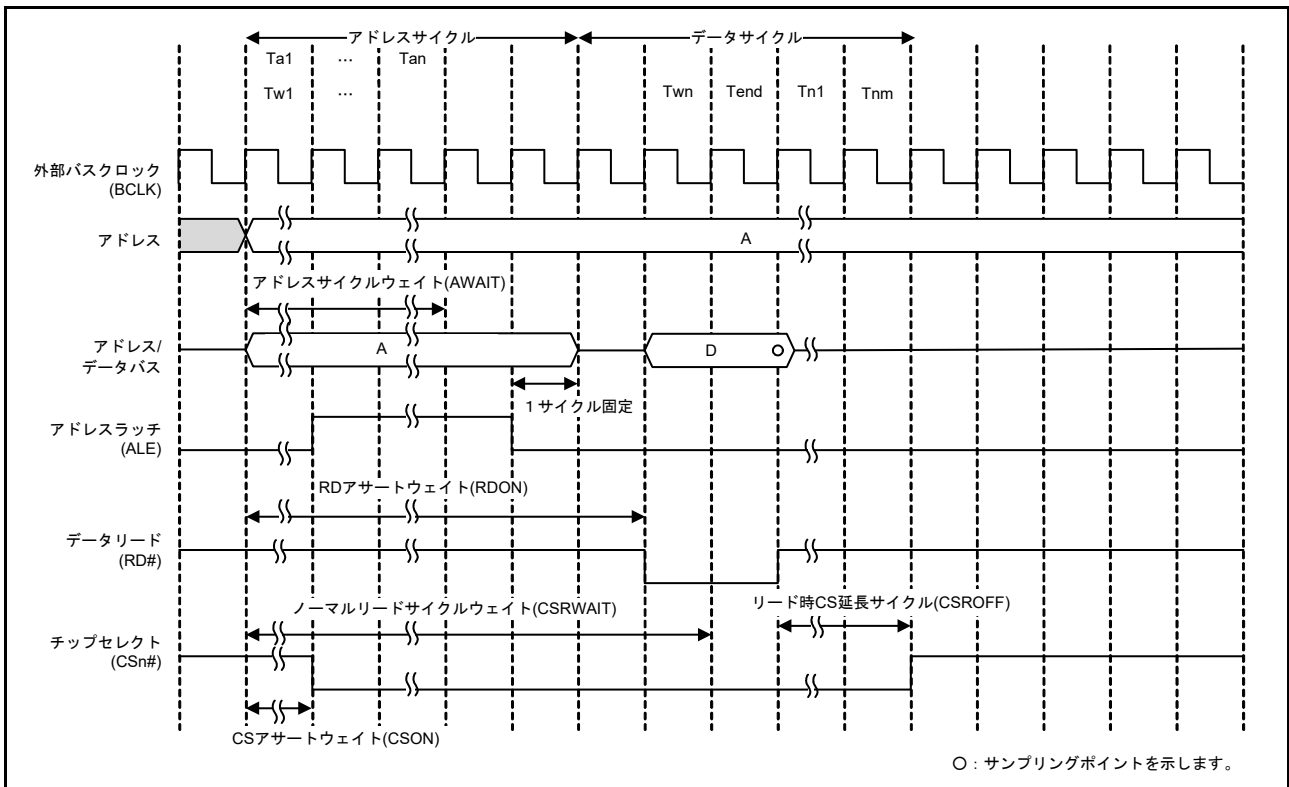 アドレスサイクル データサイクル
Ta1 … Tan
Tw1 … Twn Tend Tn1 Tnm
外部バスクロック
(BCLK)
アドレス A
アドレスサイクルウェイト(AWAIT)
アドレス/
データバス
A D
1サイクル固定
アドレスラッチ
(ALE)
RDアサートウェイト(RDON)
データリード
(RD#)
ノーマルリードサイクルウェイト(CSRWAIT)
リード時CS延長サイクル(CSROFF)
チップセレクト
(CSn#)
CSアサートウェイト(CSON)
○:サンプリングポイントを示します。